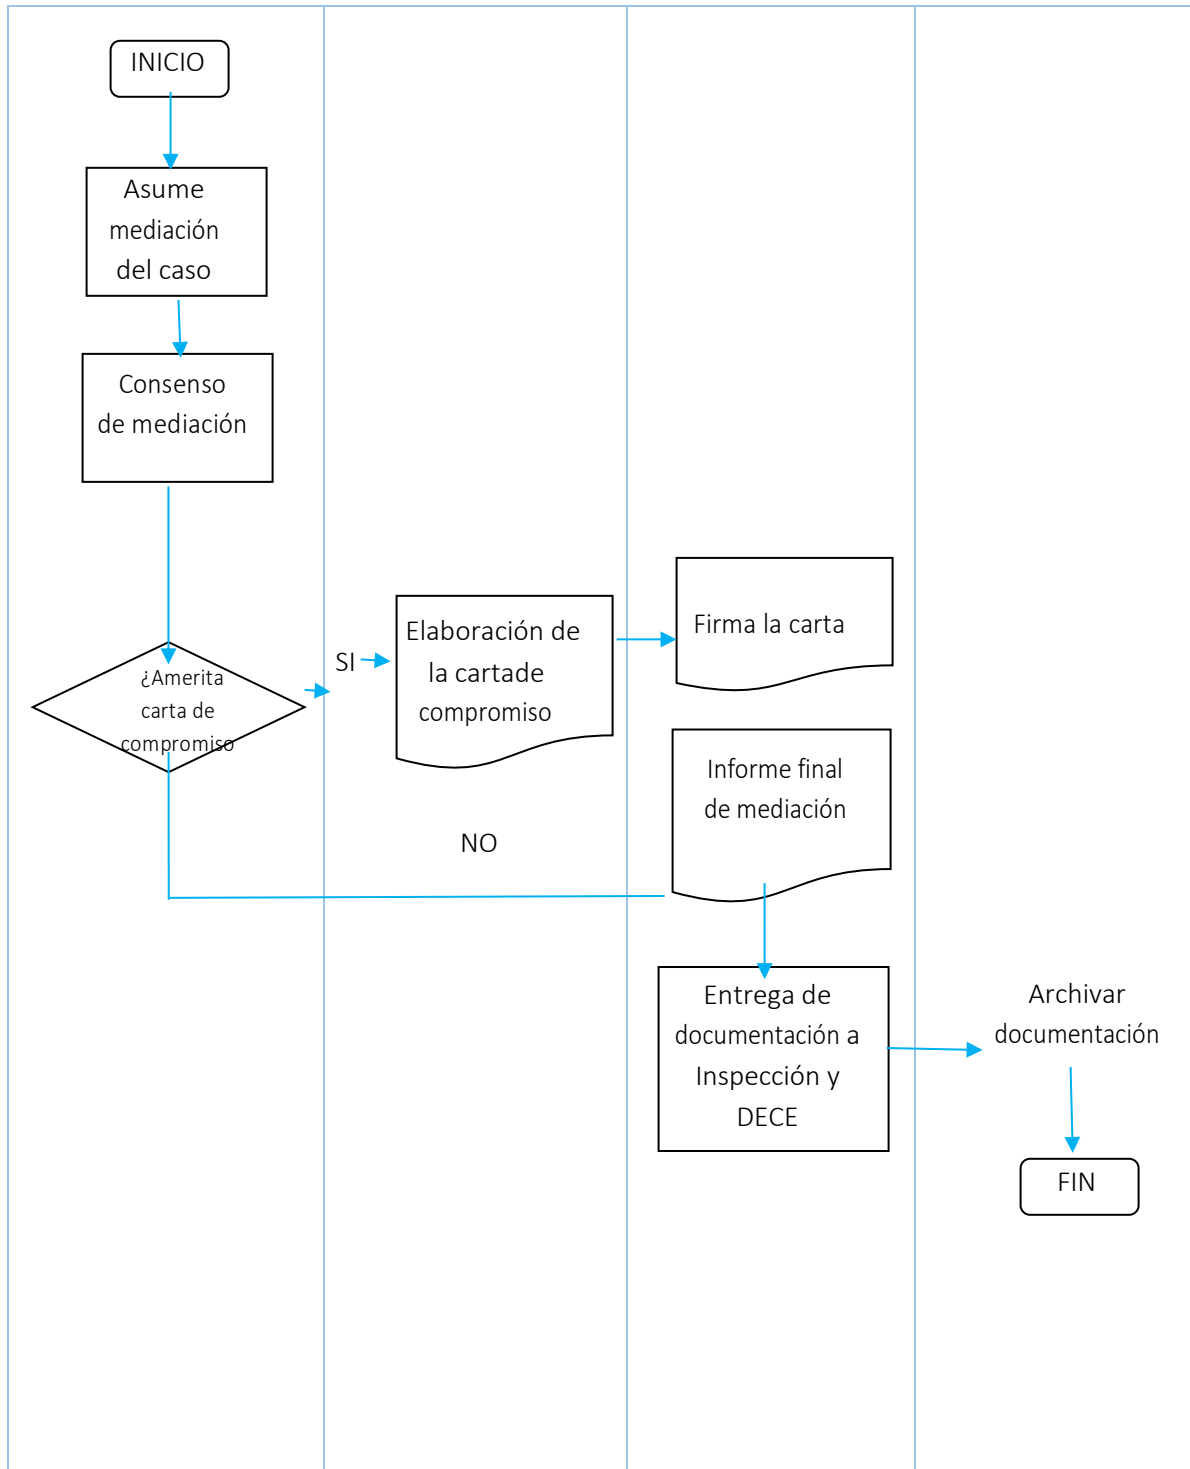 INICIO
Asume
mediación
del caso
Consenso
de mediación
¿Amerita
carta de
compromiso
SI
Elaboración de
la cartade
compromiso
Firma la carta
Informe final
de mediación
NO
Entrega de
documentación a
Inspección y
DECE
Archivar
documentación
FIN